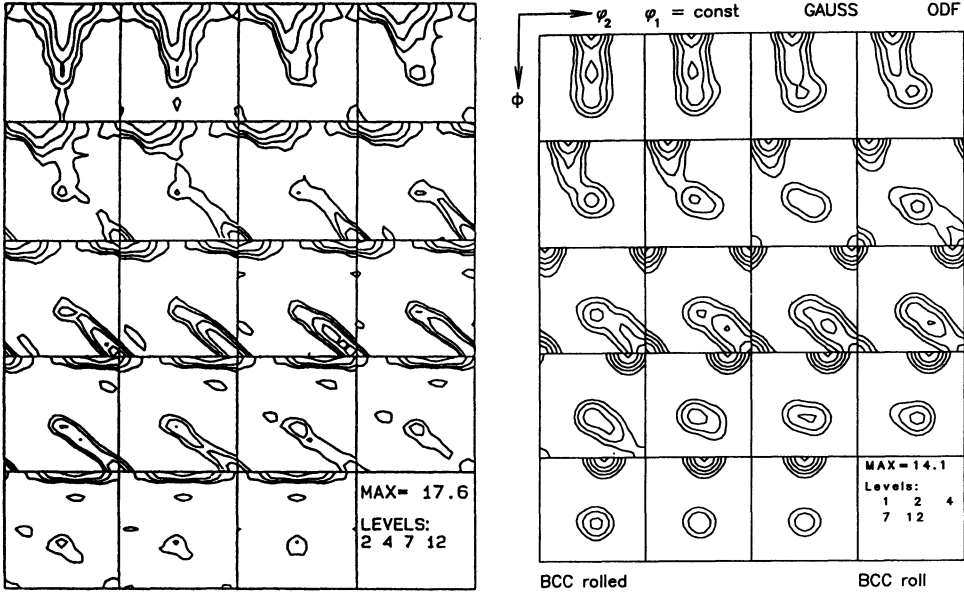 φ₂ φ₁ = const GAUSS ODF
Φ
MAX= 17.6
LEVELS:
2 4 7 12
MAX=14.1
Levels:
1 2 4
7 12
BCC rolled BCC roll